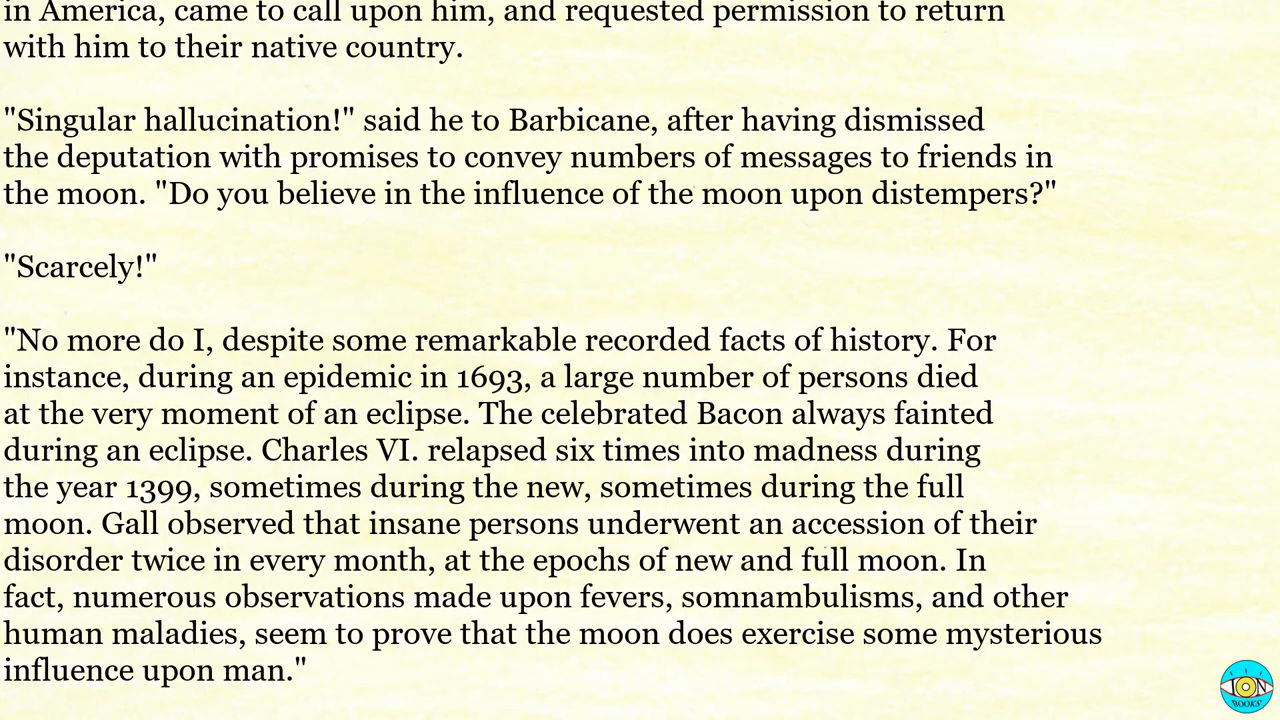 in America, came to call upon him, and requested permission to return
with him to their native country.
"Singular hallucination!" said he to Barbicane, after having dismissed
the deputation with promises to convey numbers of messages to friends in
the moon. "Do you believe in the influence of the moon upon distempers?"
"Scarcely!"
"No more do I, despite some remarkable recorded facts of history. For
instance, during an epidemic in 1693, a large number of persons died
at the very moment of an eclipse. The celebrated Bacon always fainted
during an eclipse. Charles VI. relapsed six times into madness during
the year 1399, sometimes during the new, sometimes during the full
moon. Gall observed that insane persons underwent an accession of their
disorder twice in every month, at the epochs of new and full moon. In
fact, numerous observations made upon fevers, somnambulisms, and other
human maladies, seem to prove that the moon does exercise some mysterious
influence upon man."
ION
BOOKS